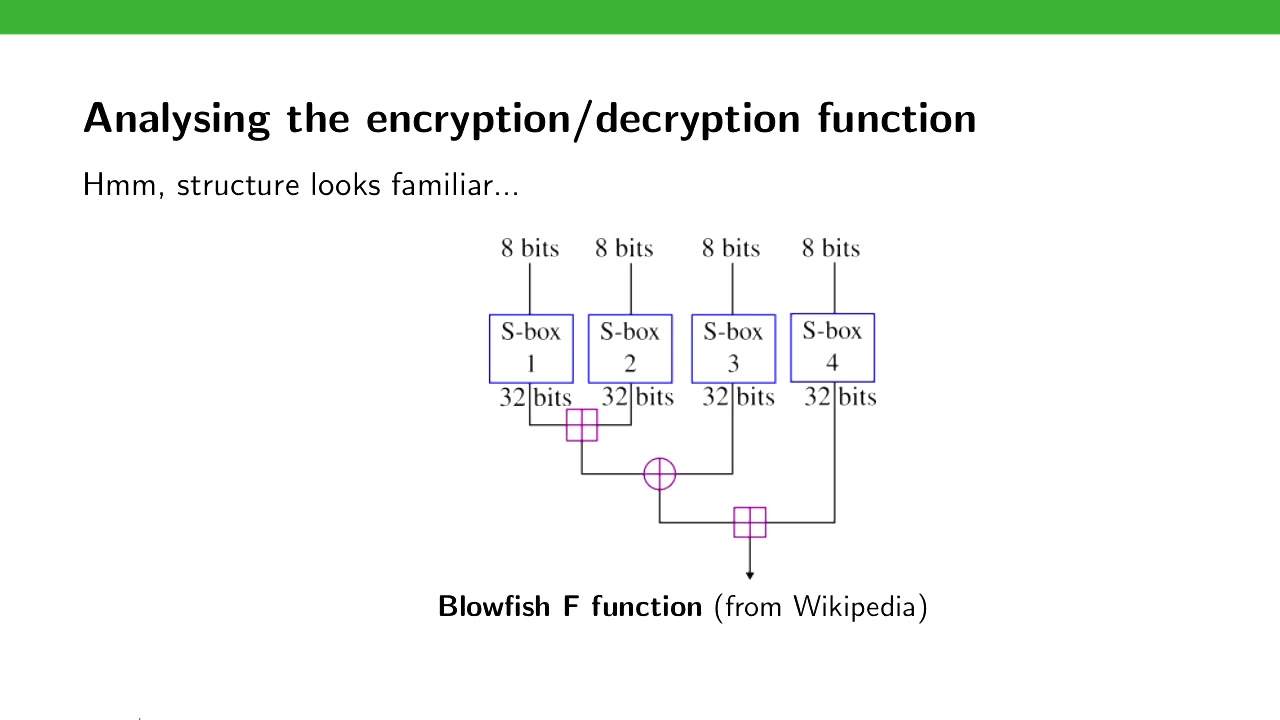 Analysing the encryption/decryption function
Hmm, structure looks familiar...
8 bits 8 bits 8 bits 8 bits
S-box S-box S-box S-box
1 2 3 4
32 bits 32 bits 32 bits 32 bits
Blowfish F function (from Wikipedia)